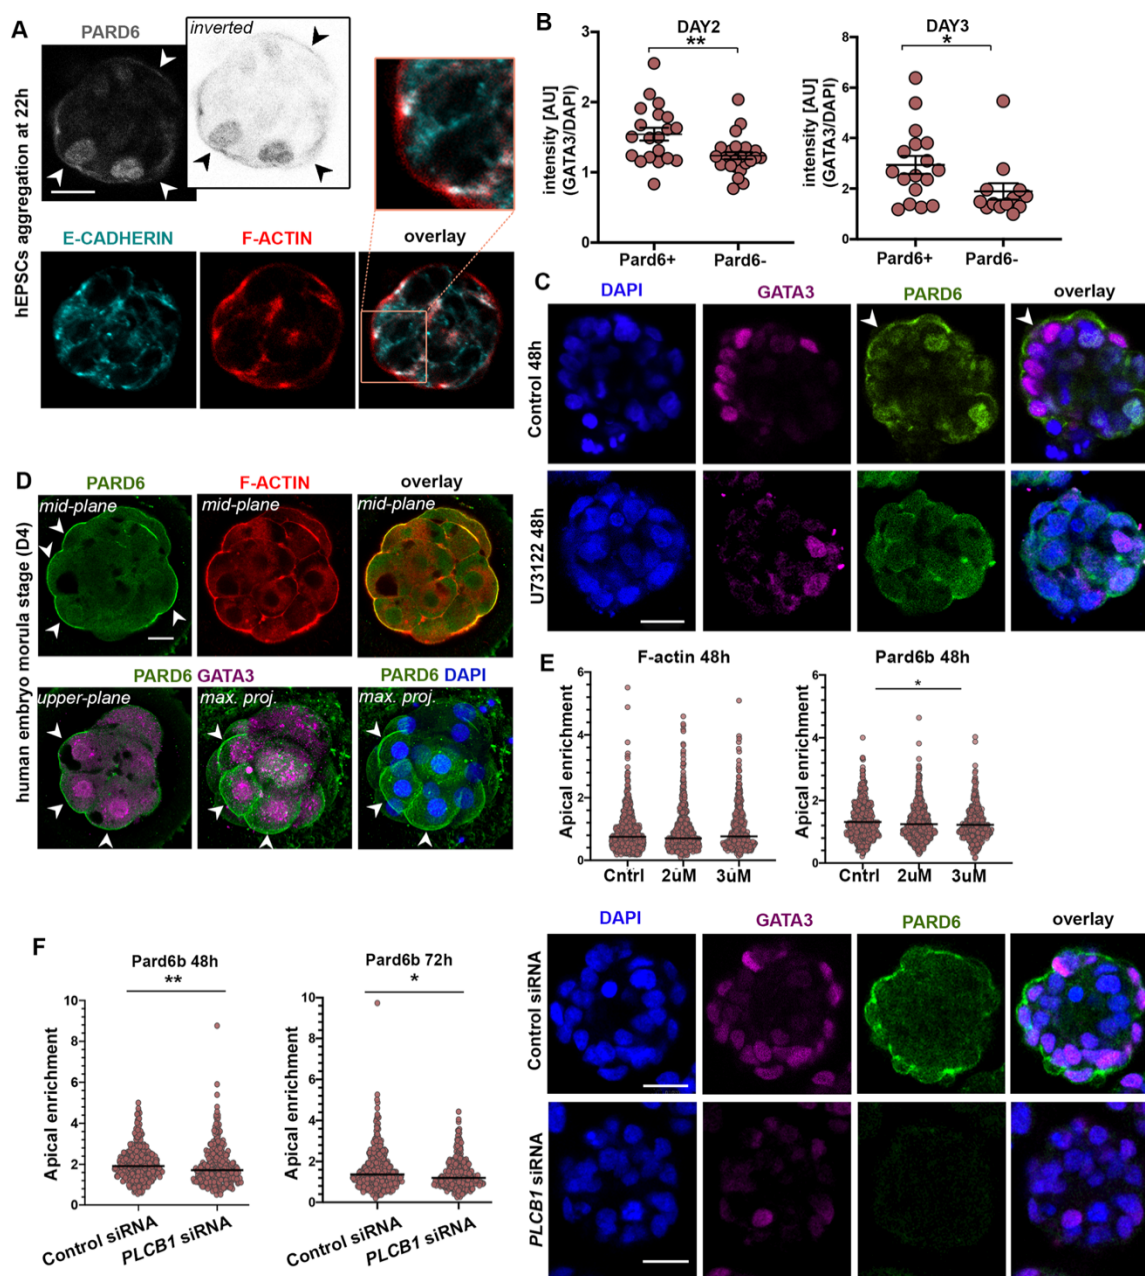 A
PARD6
inverted
hEPSCs aggregation at 22h
E-CADHERIN
F-ACTIN
overlay
B
DAY2
**
intensity [AU]
(GATA3/DAPI)
3
2
1
0
Pard6+
Pard6-
DAY3
*
intensity [AU]
(GATA3/DAPI)
8
6
4
2
0
Pard6+
Pard6-
C
DAPI
GATA3
PARD6
overlay
Control 48h
U73122 48h
D
PARD6
F-ACTIN
overlay
mid-plane
mid-plane
mid-plane
human embryo morula stage (D4)
PARD6 GATA3
PARD6 DAPI
upper-plane
max. proj.
max. proj.
E
F-actin 48h
Apical enrichment
6
4
2
0
Cntrl
2uM
3uM
Pard6b 48h
*
Apical enrichment
6
4
2
0
Cntrl
2uM
3uM
F
Pard6b 48h
**
Apical enrichment
10
8
6
4
2
0
Control siRNA
PLCB1 siRNA
Pard6b 72h
*
Apical enrichment
10
8
6
4
2
0
Control siRNA
PLCB1 siRNA
DAPI
GATA3
PARD6
overlay
Control siRNA
PLCB1 siRNA